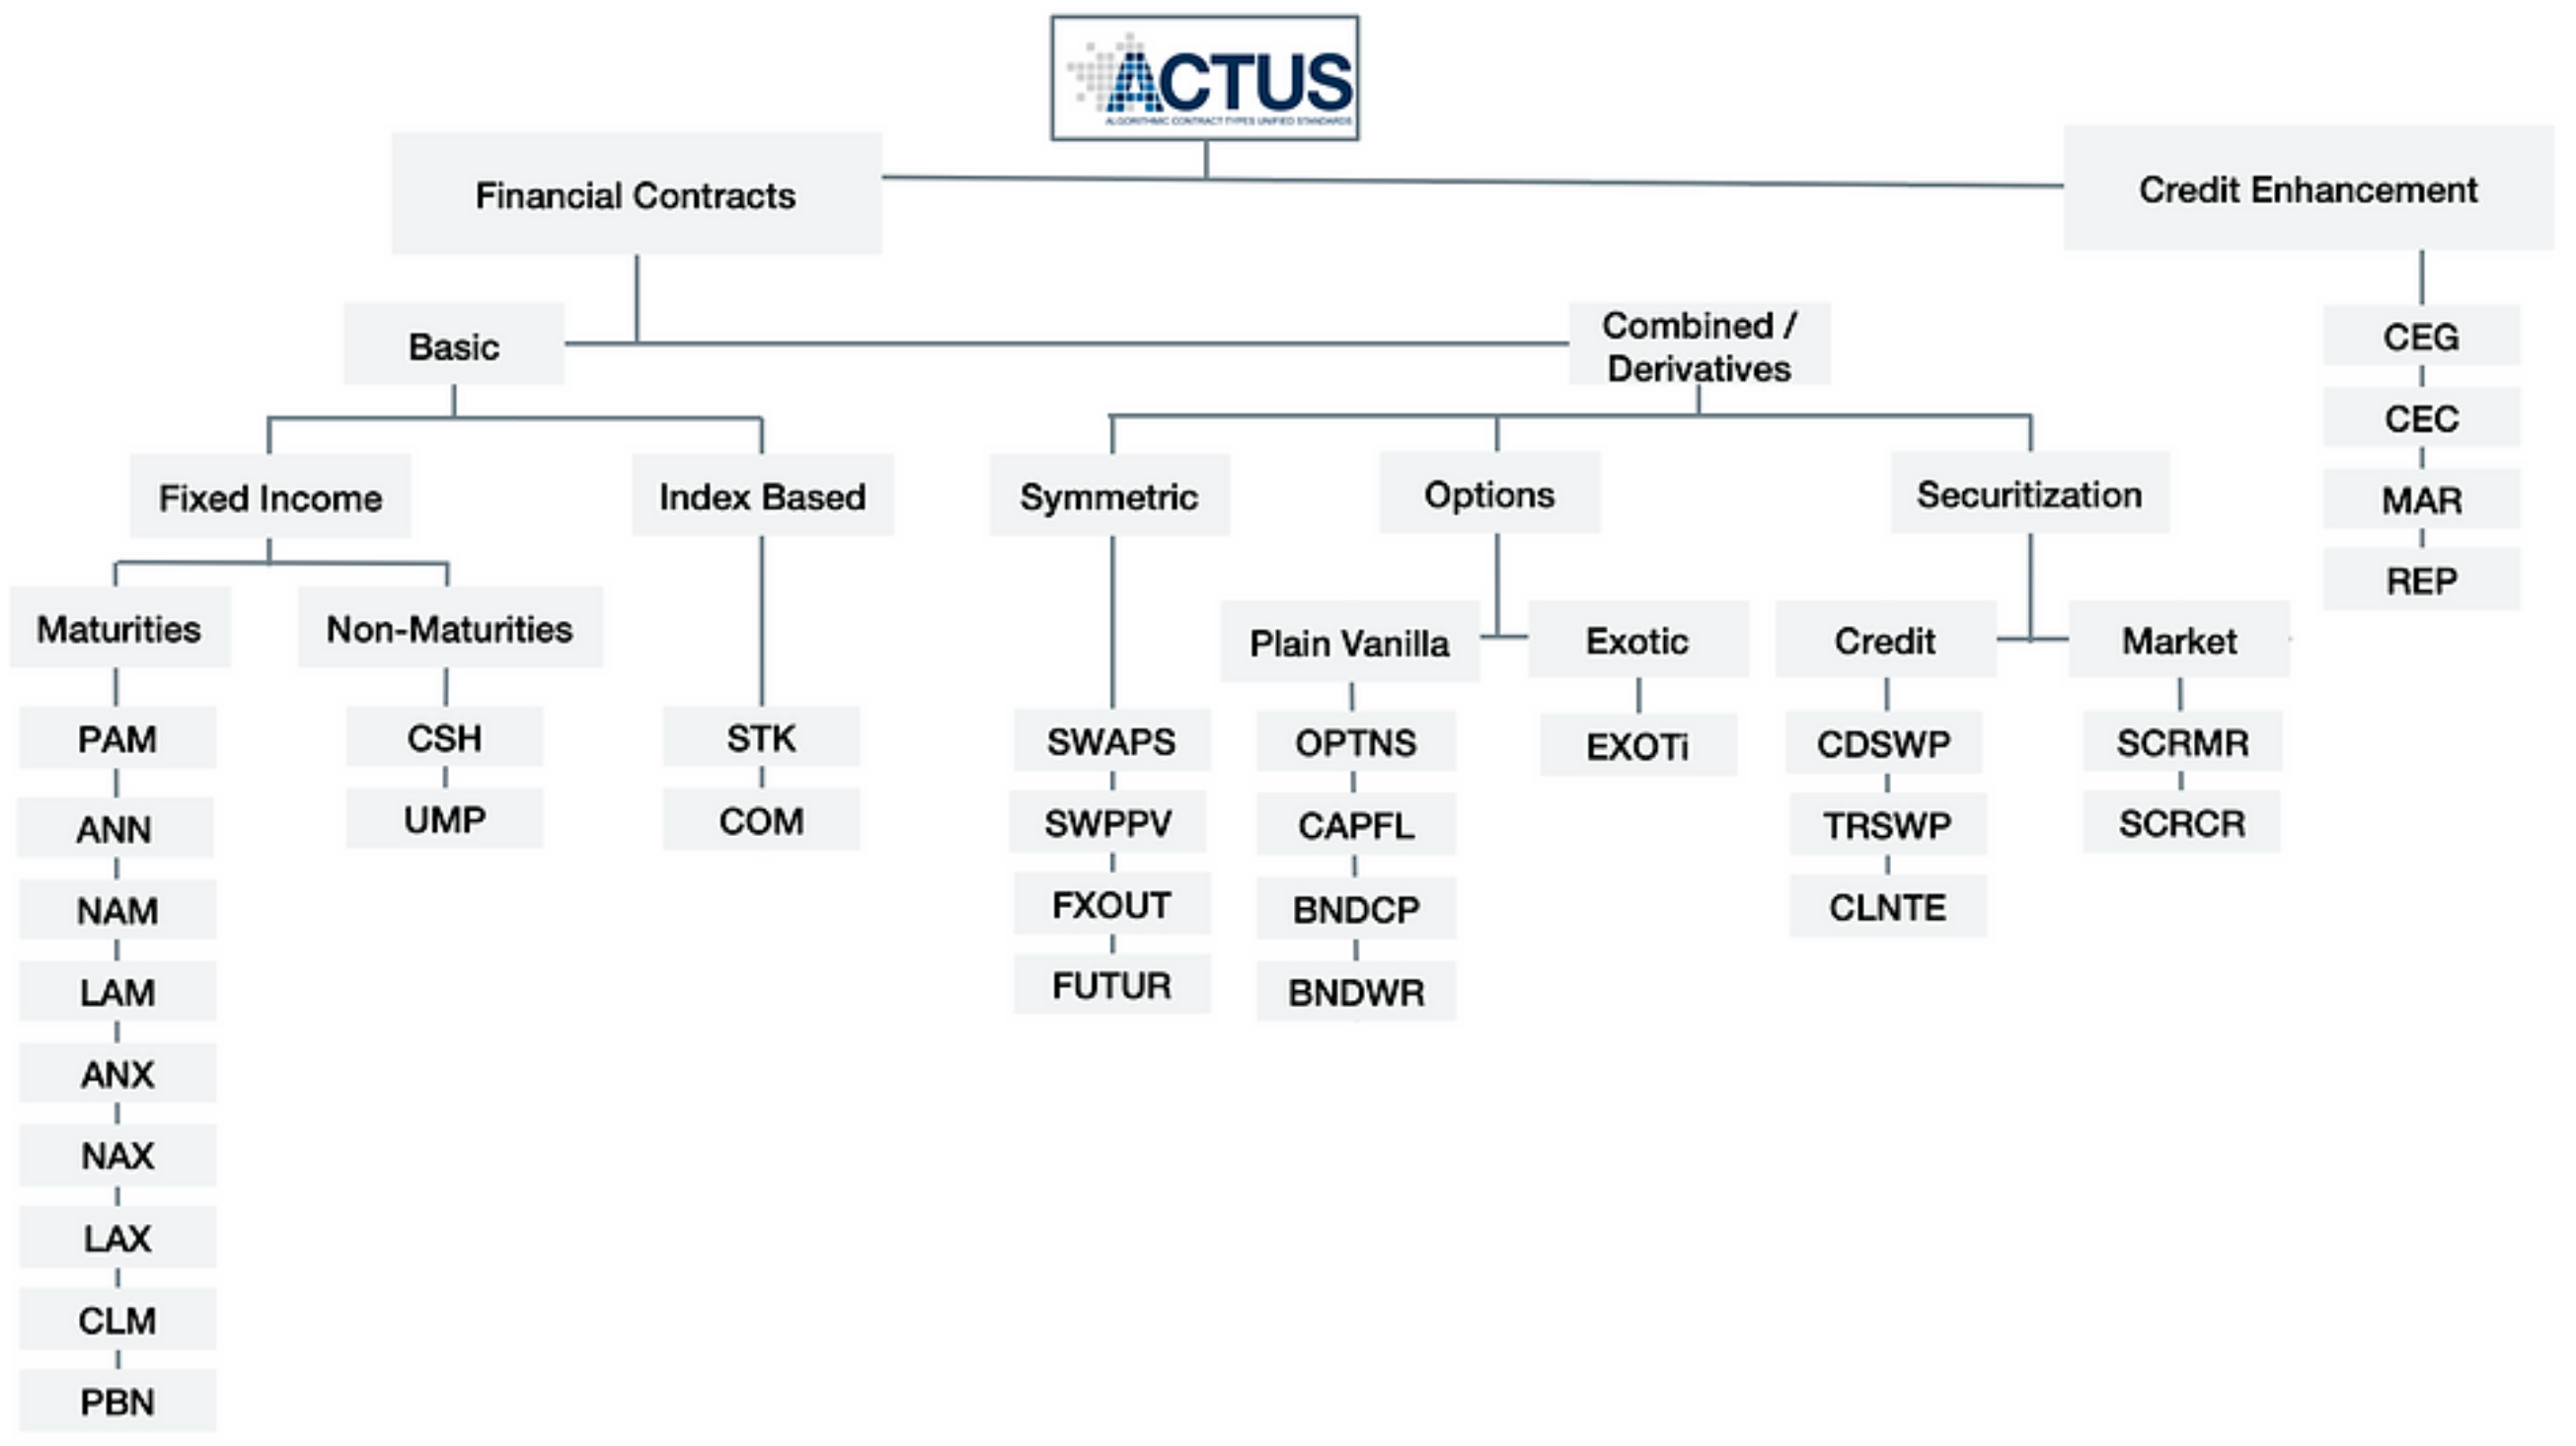 ACTUS
ALGORITHMIC CONTRACT TYPES UNIFIED STANDARDS
Financial Contracts
Credit Enhancement
Basic
Combined /
Derivatives
CEG
CEC
MAR
REP
Fixed Income
Index Based
Symmetric
Options
Securitization
Maturities
Non-Maturities
Plain Vanilla
Exotic
Credit
Market
PAM
ANN
NAM
LAM
ANX
NAX
LAX
CLM
PBN
CSH
UMP
STK
COM
SWAPS
SWPPV
FXOUT
FUTUR
OPTNS
CAPFL
BNDCP
BNDWR
EXOTi
CDSWP
TRSWP
CLNTE
SCRMR
SCRCR